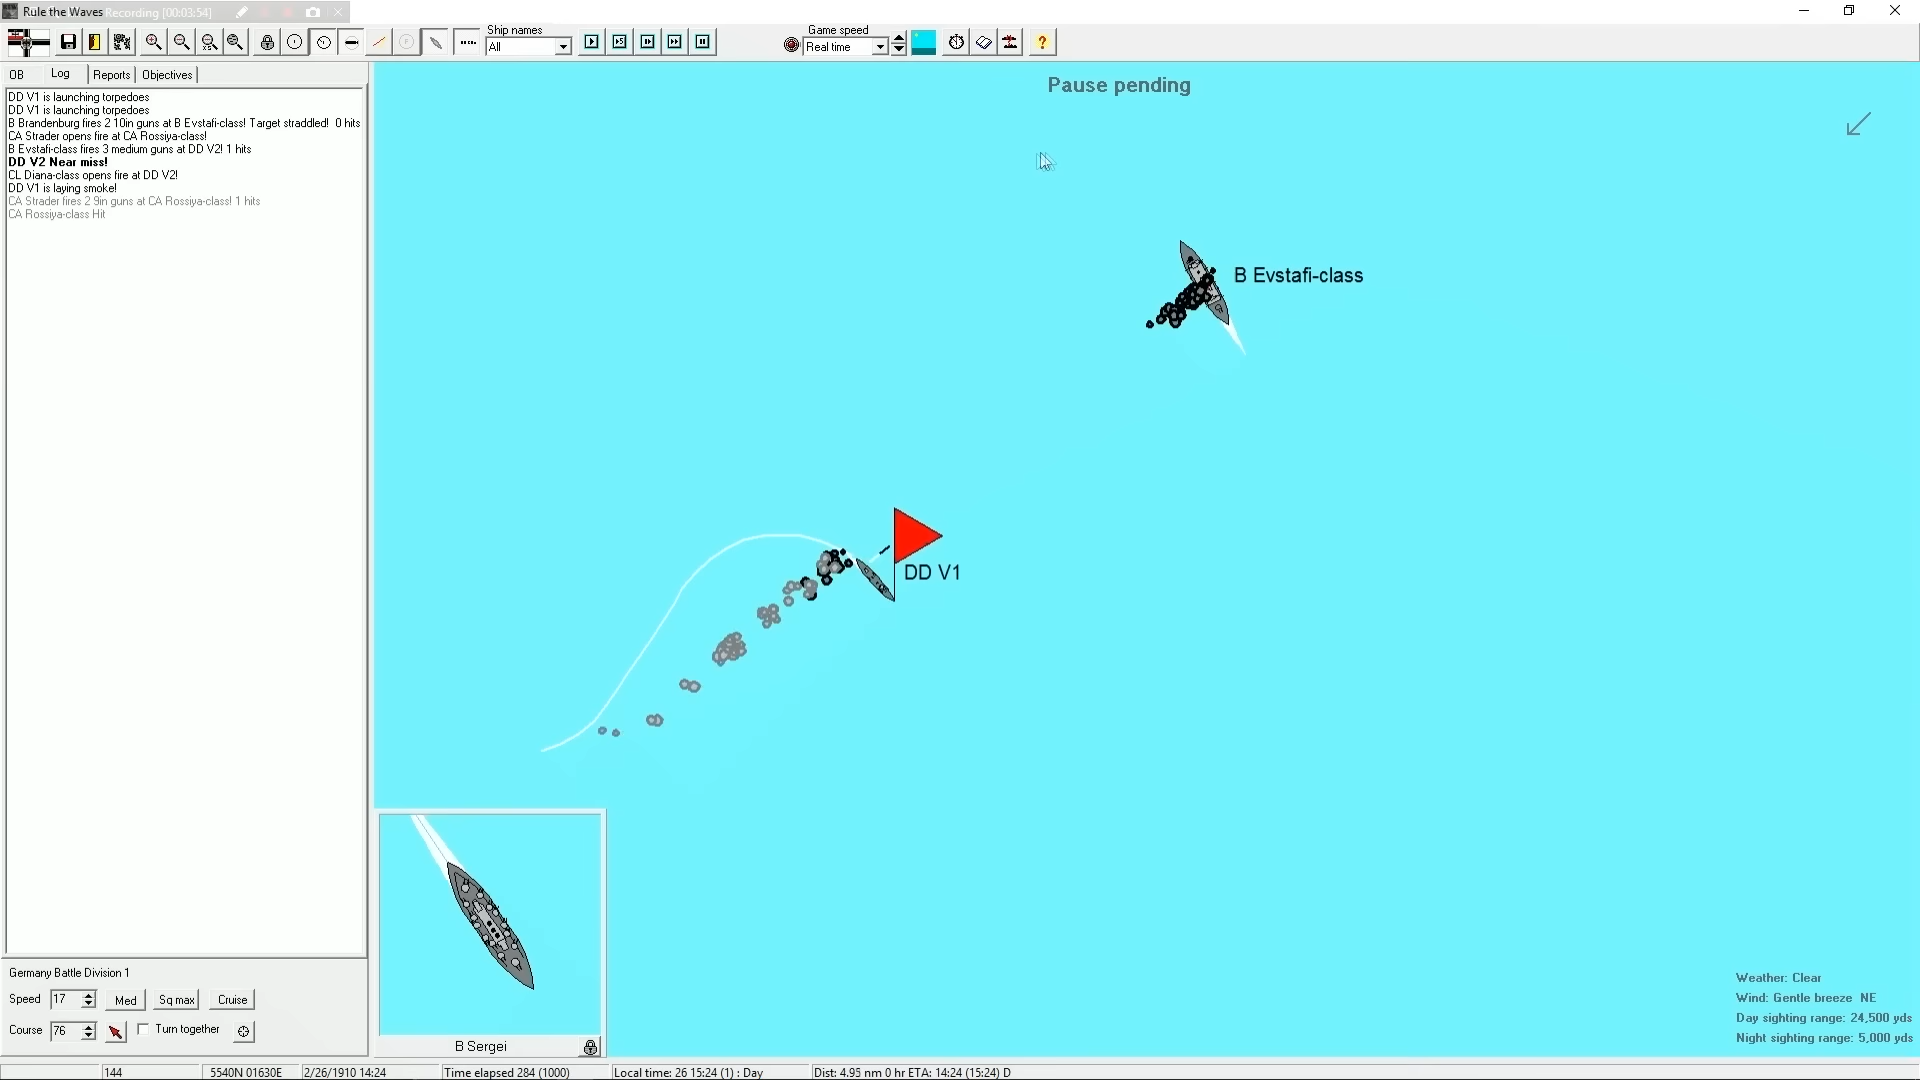 Rule the Waves Recording [00:03:54]
Ship names
All
Game speed
Real time
?
OB Log Reports Objectives
DD V1 is launching torpedoes
DD V1 is launching torpedoes
B Brandenburg fires 2 10in guns at B Evstafi-class! Target straddled! 0 hits
CA Strader opens fire at CA Rossiya-class!
B Evstafi-class fires 3 medium guns at DD V2! 1 hits
DD V2 Near miss!
CL Diana-class opens fire at DD V2!
DD V1 is laying smoke!
CA Strader fires 2 9in guns at CA Rossiya-class! 1 hits
CA Rossiya-class Hit
Pause pending
B Evstafi-class
DD V1
B Sergei
Germany Battle Division 1
Speed 17 Med Sq max Cruise
Course 76 Turn together
Weather: Clear
Wind: Gentle breeze NE
Day sighting range: 24,500 yds
Night sighting range: 5,000 yds
144 5540N 01630E 2/26/1910 14:24 Time elapsed 284 (1000) Local time: 26 15:24 (1) : Day Dist: 4.95 nm 0 hr ETA: 14:24 (15:24) D